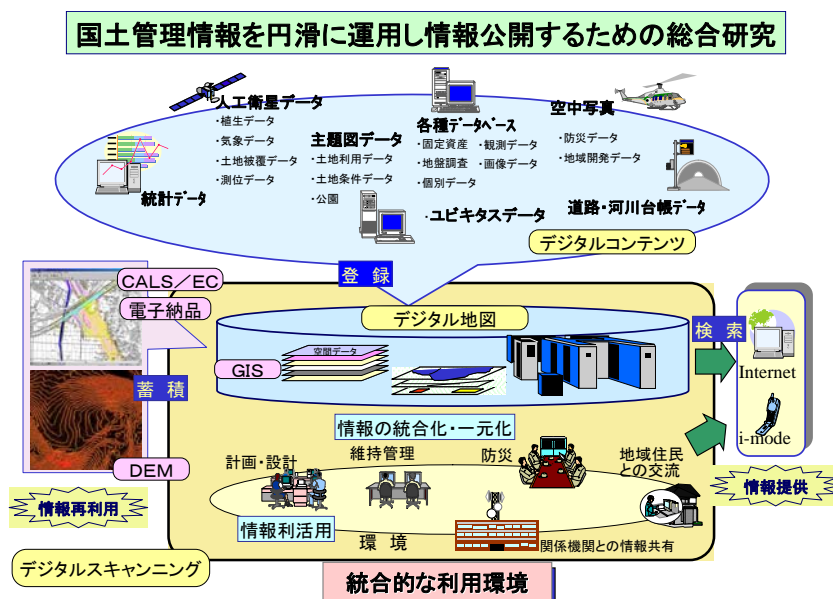 国土管理情報を円滑に運用し情報公開するための総合研究
人工衛星データ
・植生データ
・気象データ
・土地被覆データ
・測位データ
統計データ
主題図データ
・土地利用データ
・土地条件データ
・公園
各種データベース
・固定資産
・観測データ
・地盤調査
・画像データ
・個別データ
空中写真
・防災データ
・地域開発データ
・ユビキタスデータ
道路・河川台帳データ
デジタルコンテンツ
登 録
CALS/EC
電子納品
デジタル地図
検 索
空間データ
GIS
Internet
蓄 積
情報の統合化・一元化
i-mode
DEM
計画・設計
維持管理
防災
地域住民
との交流
情報提供
情報再利用
情報利活用
環 境
関係機関との情報共有
デジタルスキャンニング
統合的な利用環境